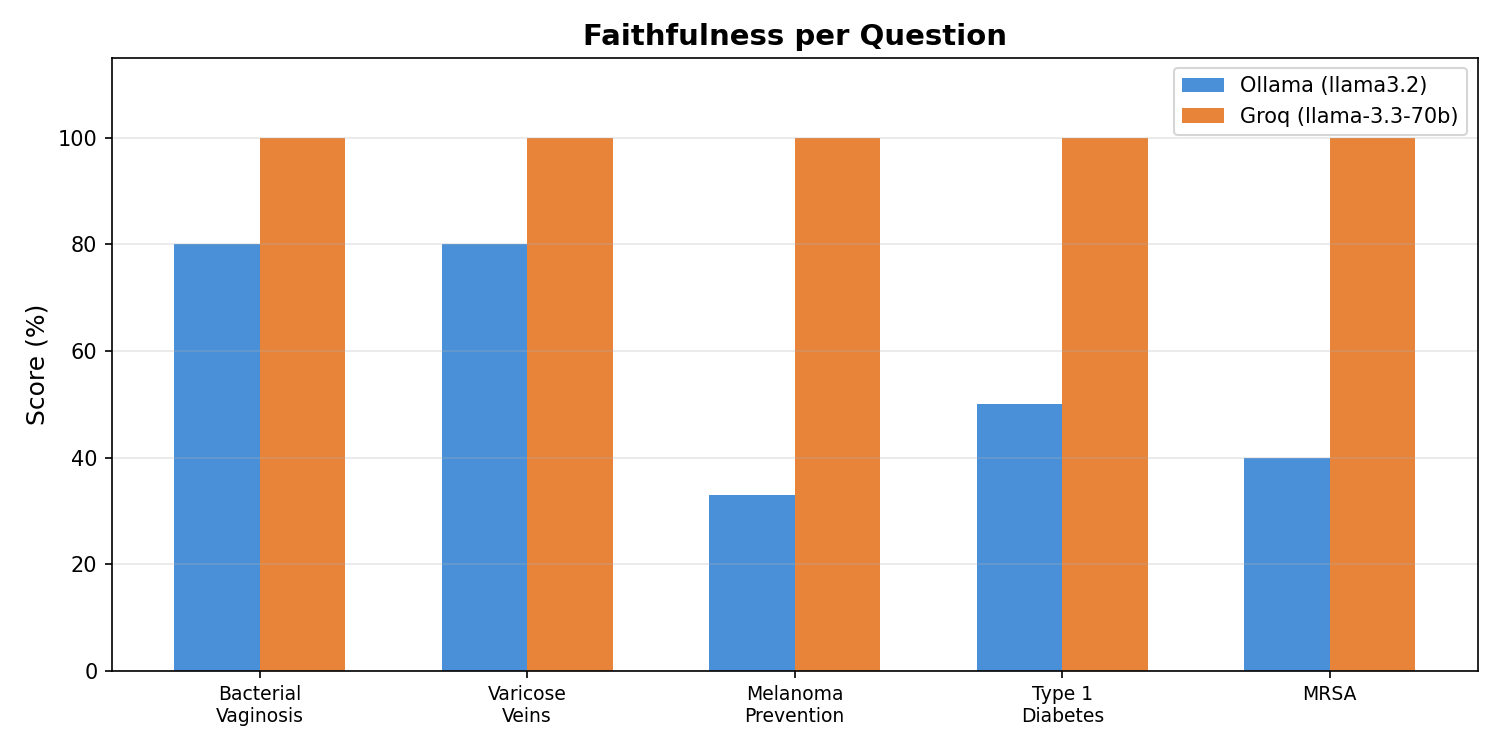 Faithfulness per Question
Ollama (llama3.2)
Groq (llama-3.3-70b)
Score (%)
100
80
60
40
20
0
Bacterial
Vaginosis
Varicose
Veins
Melanoma
Prevention
Type 1
Diabetes
MRSA